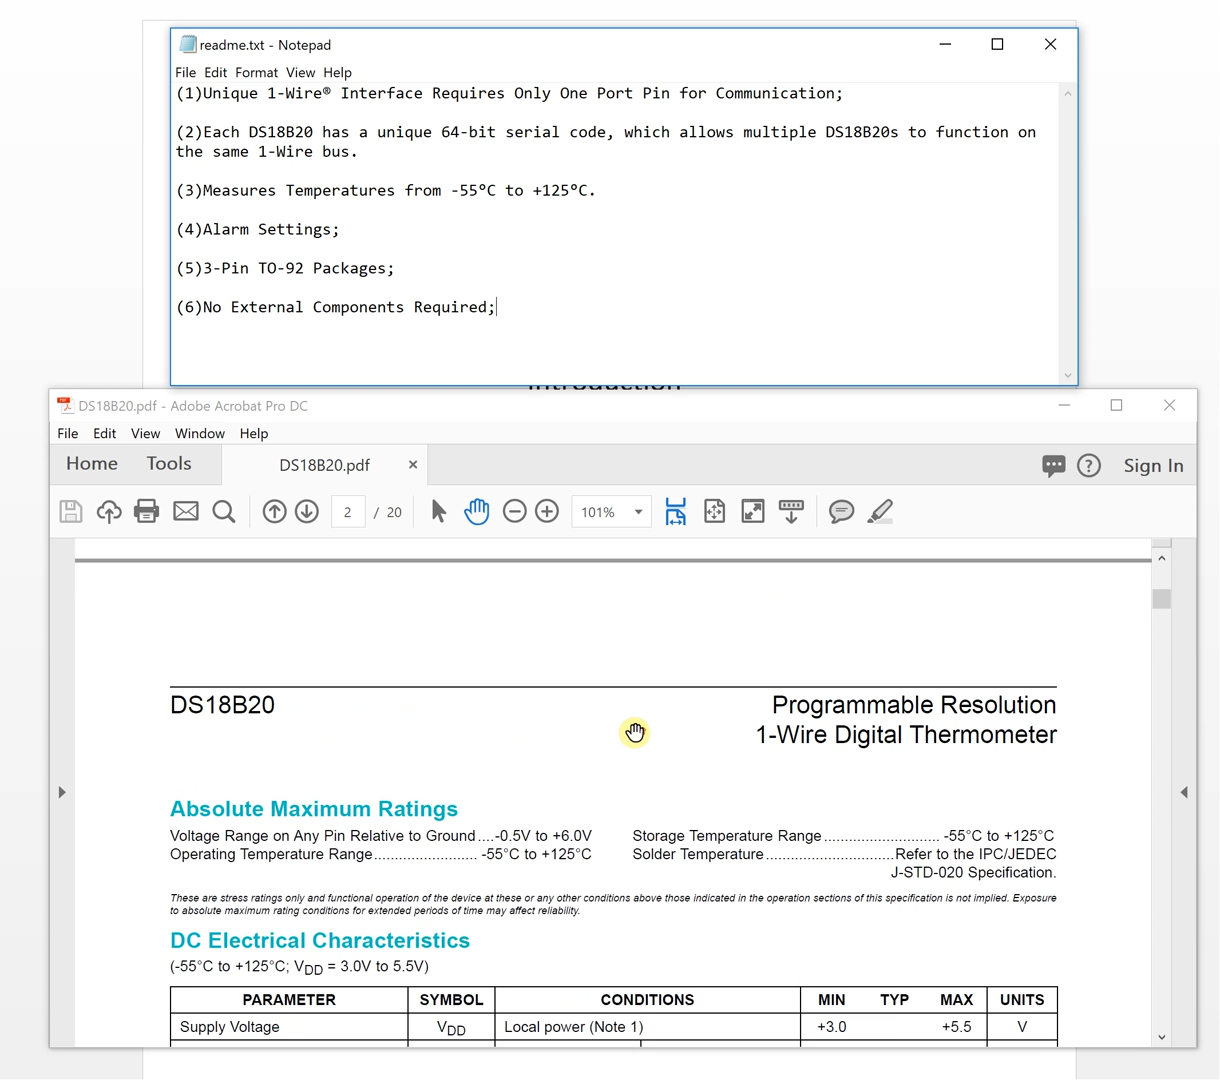 readme.txt - Notepad
File Edit Format View Help
(1)Unique 1-Wire® Interface Requires Only One Port Pin for Communication;
(2)Each DS18B20 has a unique 64-bit serial code, which allows multiple DS18B20s to function on
the same 1-Wire bus.
(3)Measures Temperatures from -55°C to +125°C.
(4)Alarm Settings;
(5)3-Pin TO-92 Packages;
(6)No External Components Required;
Introduction
DS18B20.pdf - Adobe Acrobat Pro DC
File Edit View Window Help
Home Tools DS18B20.pdf × Sign In
2 / 20 101%
DS18B20 Programmable Resolution
1-Wire Digital Thermometer
Absolute Maximum Ratings
Voltage Range on Any Pin Relative to Ground....-0.5V to +6.0V
Operating Temperature Range......................... -55°C to +125°C
Storage Temperature Range............................ -55°C to +125°C
Solder Temperature...............................Refer to the IPC/JEDEC
J-STD-020 Specification.
These are stress ratings only and functional operation of the device at these or any other conditions above those indicated in the operation sections of this specification is not implied. Exposure
to absolute maximum rating conditions for extended periods of time may affect reliability.
DC Electrical Characteristics
(-55°C to +125°C; VDD = 3.0V to 5.5V)
PARAMETER SYMBOL CONDITIONS MIN TYP MAX UNITS
Supply Voltage VDD Local power (Note 1) +3.0 +5.5 V